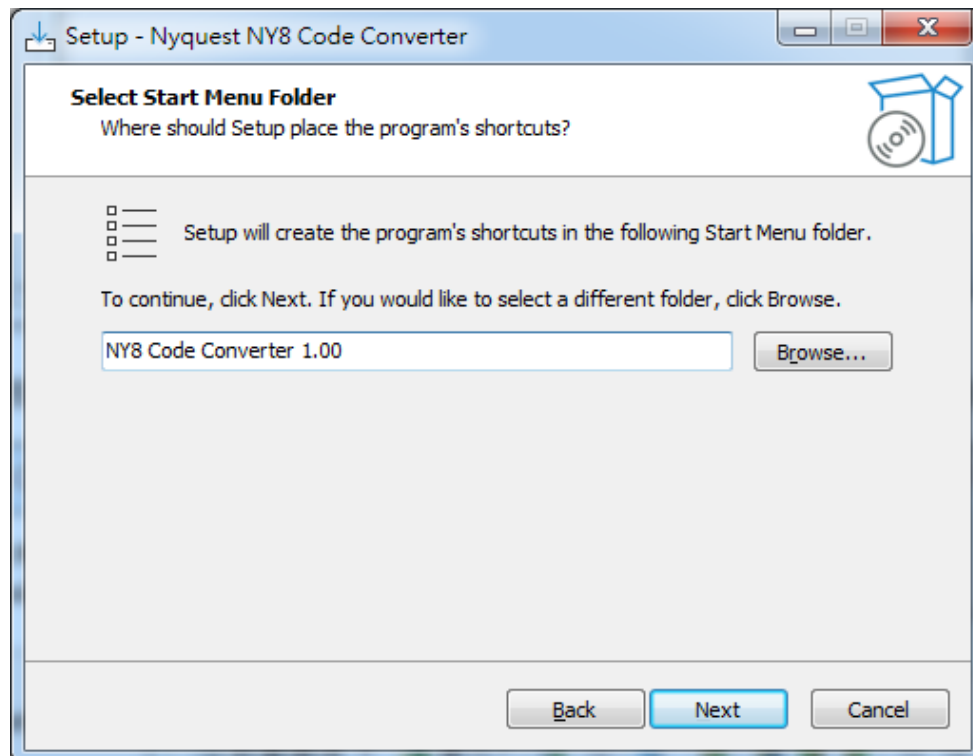 Setup - Nyquest NY8 Code Converter
Select Start Menu Folder
Where should Setup place the program's shortcuts?
Setup will create the program's shortcuts in the following Start Menu folder.
To continue, click Next. If you would like to select a different folder, click Browse.
NY8 Code Converter 1.00
Browse...
Back
Next
Cancel